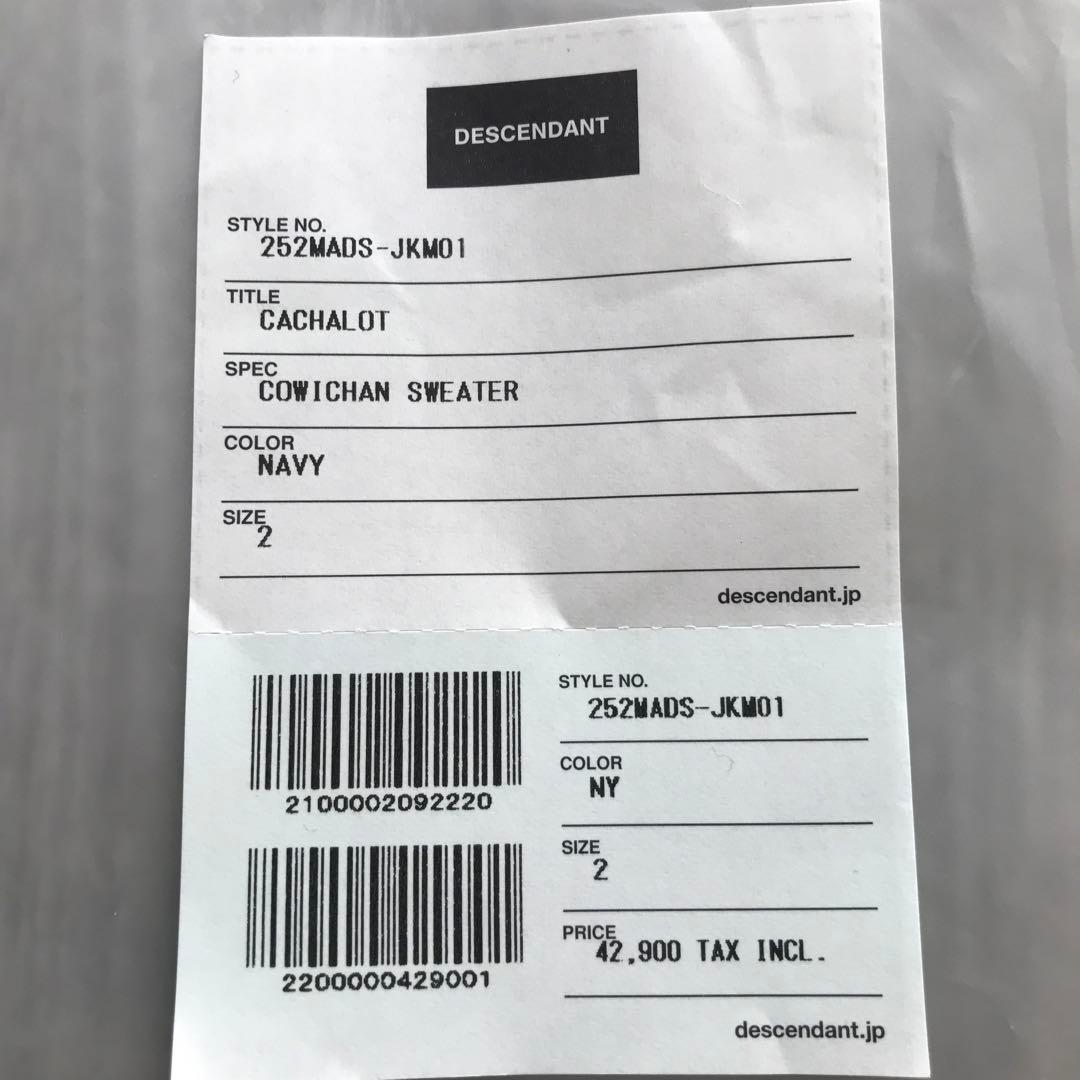 DESCENDANT
STYLE NO.
252MADS-JKM01
TITLE
CACHALOT
SPEC
COWICHAN SWEATER
COLOR
NAVY
SIZE
2
descendant.jp
2100002092220
2200000429001
STYLE NO.
252MADS-JKM01
COLOR
NY
SIZE
2
PRICE
42,900 TAX INCL.
descendant.jp